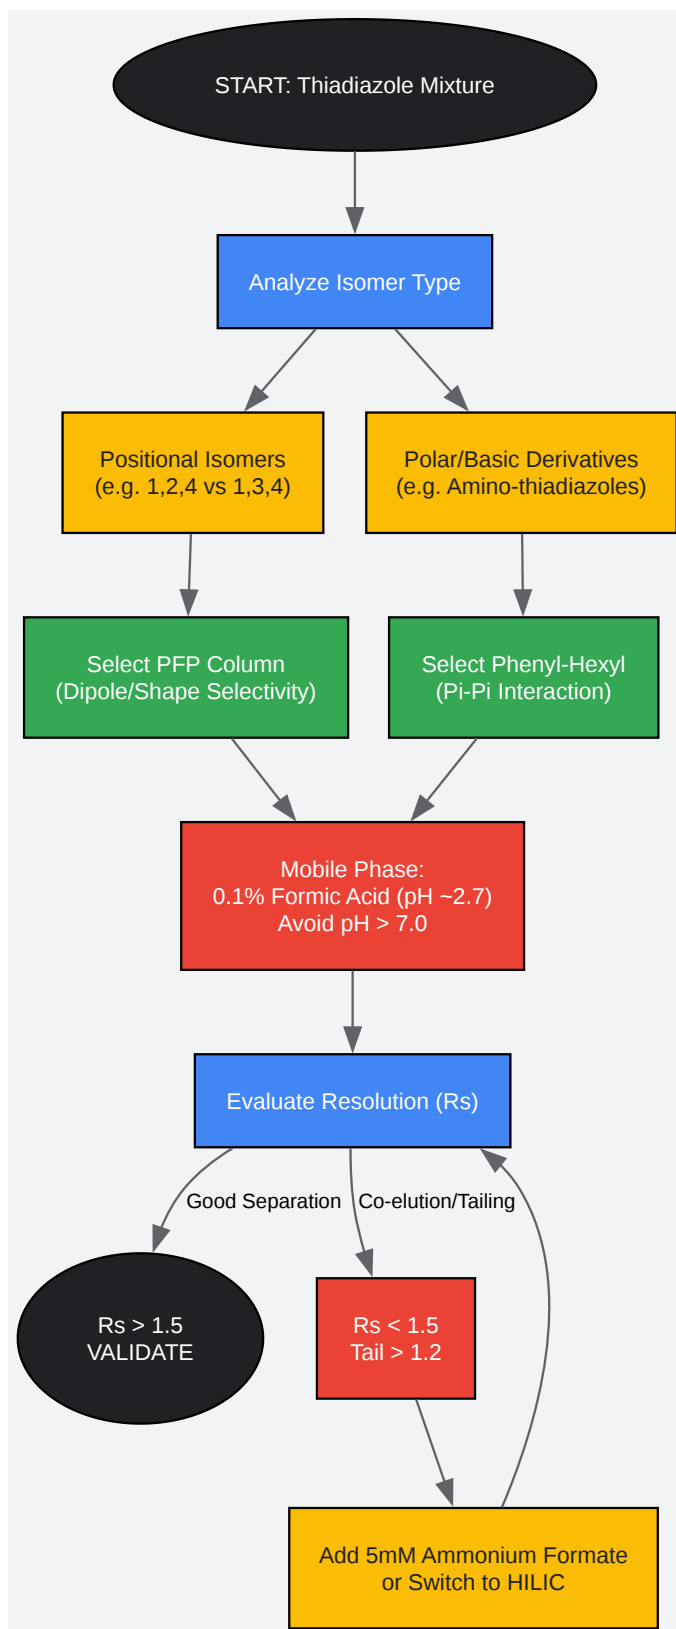 START: Thiadiazole Mixture
Analyze Isomer Type
Positional Isomers
(e.g. 1,2,4 vs 1,3,4)
Polar/Basic Derivatives
(e.g. Amino-thiadiazoles)
Select PFP Column
(Dipole/Shape Selectivity)
Select Phenyl-Hexyl
(Pi-Pi Interaction)
Mobile Phase:
0.1% Formic Acid (pH ~2.7)
Avoid pH > 7.0
Evaluate Resolution (Rs)
Good Separation
Co-elution/Tailing
Rs > 1.5
VALIDATE
Rs < 1.5
Tail > 1.2
Add 5mM Ammonium Formate
or Switch to HILIC